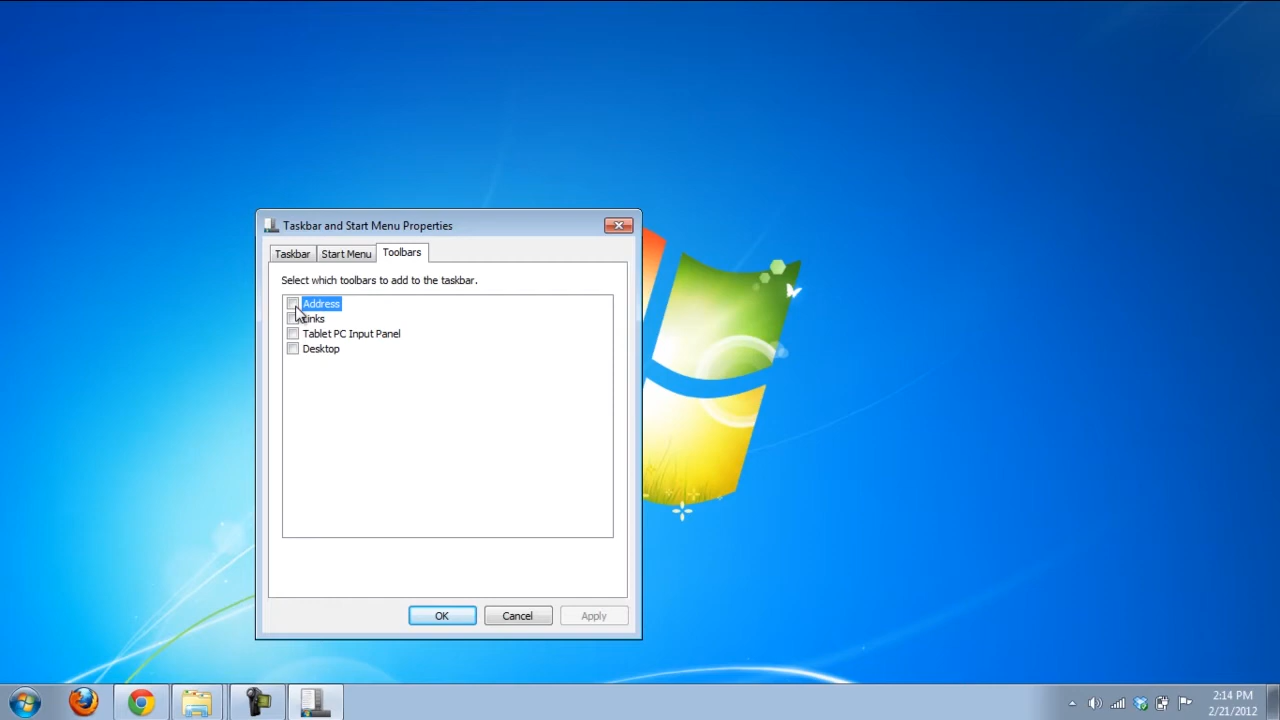 Taskbar and Start Menu Properties
Taskbar Start Menu Toolbars
Select which toolbars to add to the taskbar.
Address
Links
Tablet PC Input Panel
Desktop
OK Cancel Apply
2:14 PM
2/21/2012